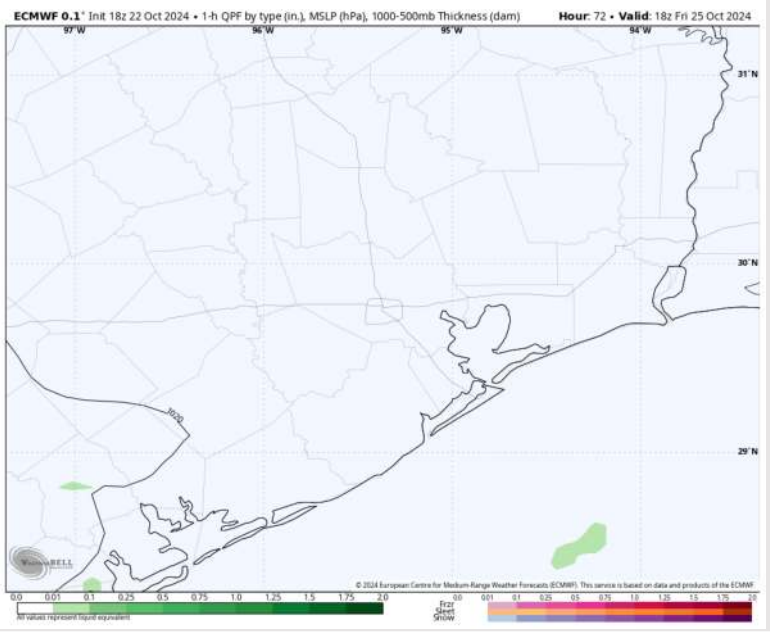 ECMWF 0.1° Init 18z 22 Oct 2024 • 1-h QPF by type (in.), MSLP (hPa), 1000-500mb Thickness (dam) Hour: 72 • Valid: 18z Fri 25 Oct 2024
97°W 96°W 95°W 94°W
31°N
30°N
1020
29°N
WeatherBELL
© 2024 European Centre for Medium-Range Weather Forecasts (ECMWF). This service is based on data and products of the ECMWF
0.0 0.01 0.1 0.25 0.5 0.75 1.0 1.25 1.5 1.75 2.0 0.0 0.01 0.1 0.25 0.5 0.75 1.0 1.25 1.5 1.75 2.0
Frzr
Sleet
Snow
All values represent liquid equivalent